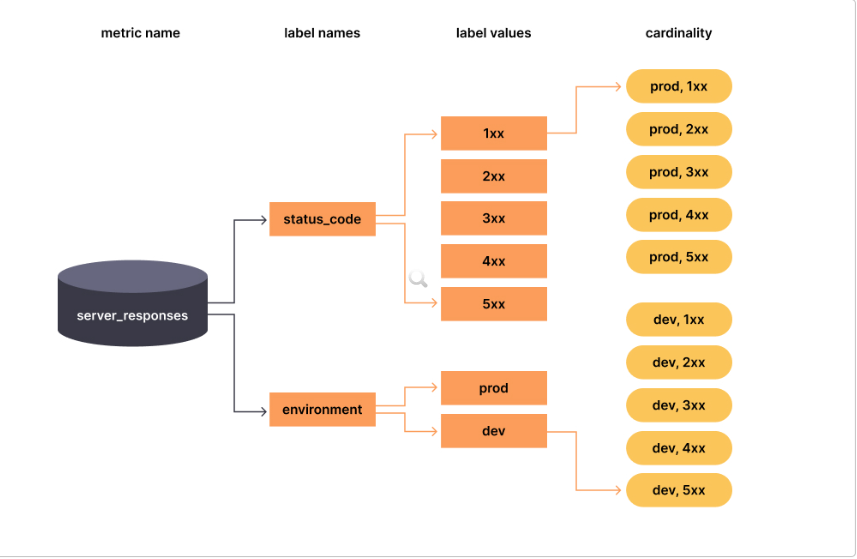 metric name
label names
label values
cardinality
server_responses
status_code
environment
1xx
2xx
3xx
4xx
5xx
prod
dev
prod, 1xx
prod, 2xx
prod, 3xx
prod, 4xx
prod, 5xx
dev, 1xx
dev, 2xx
dev, 3xx
dev, 4xx
dev, 5xx